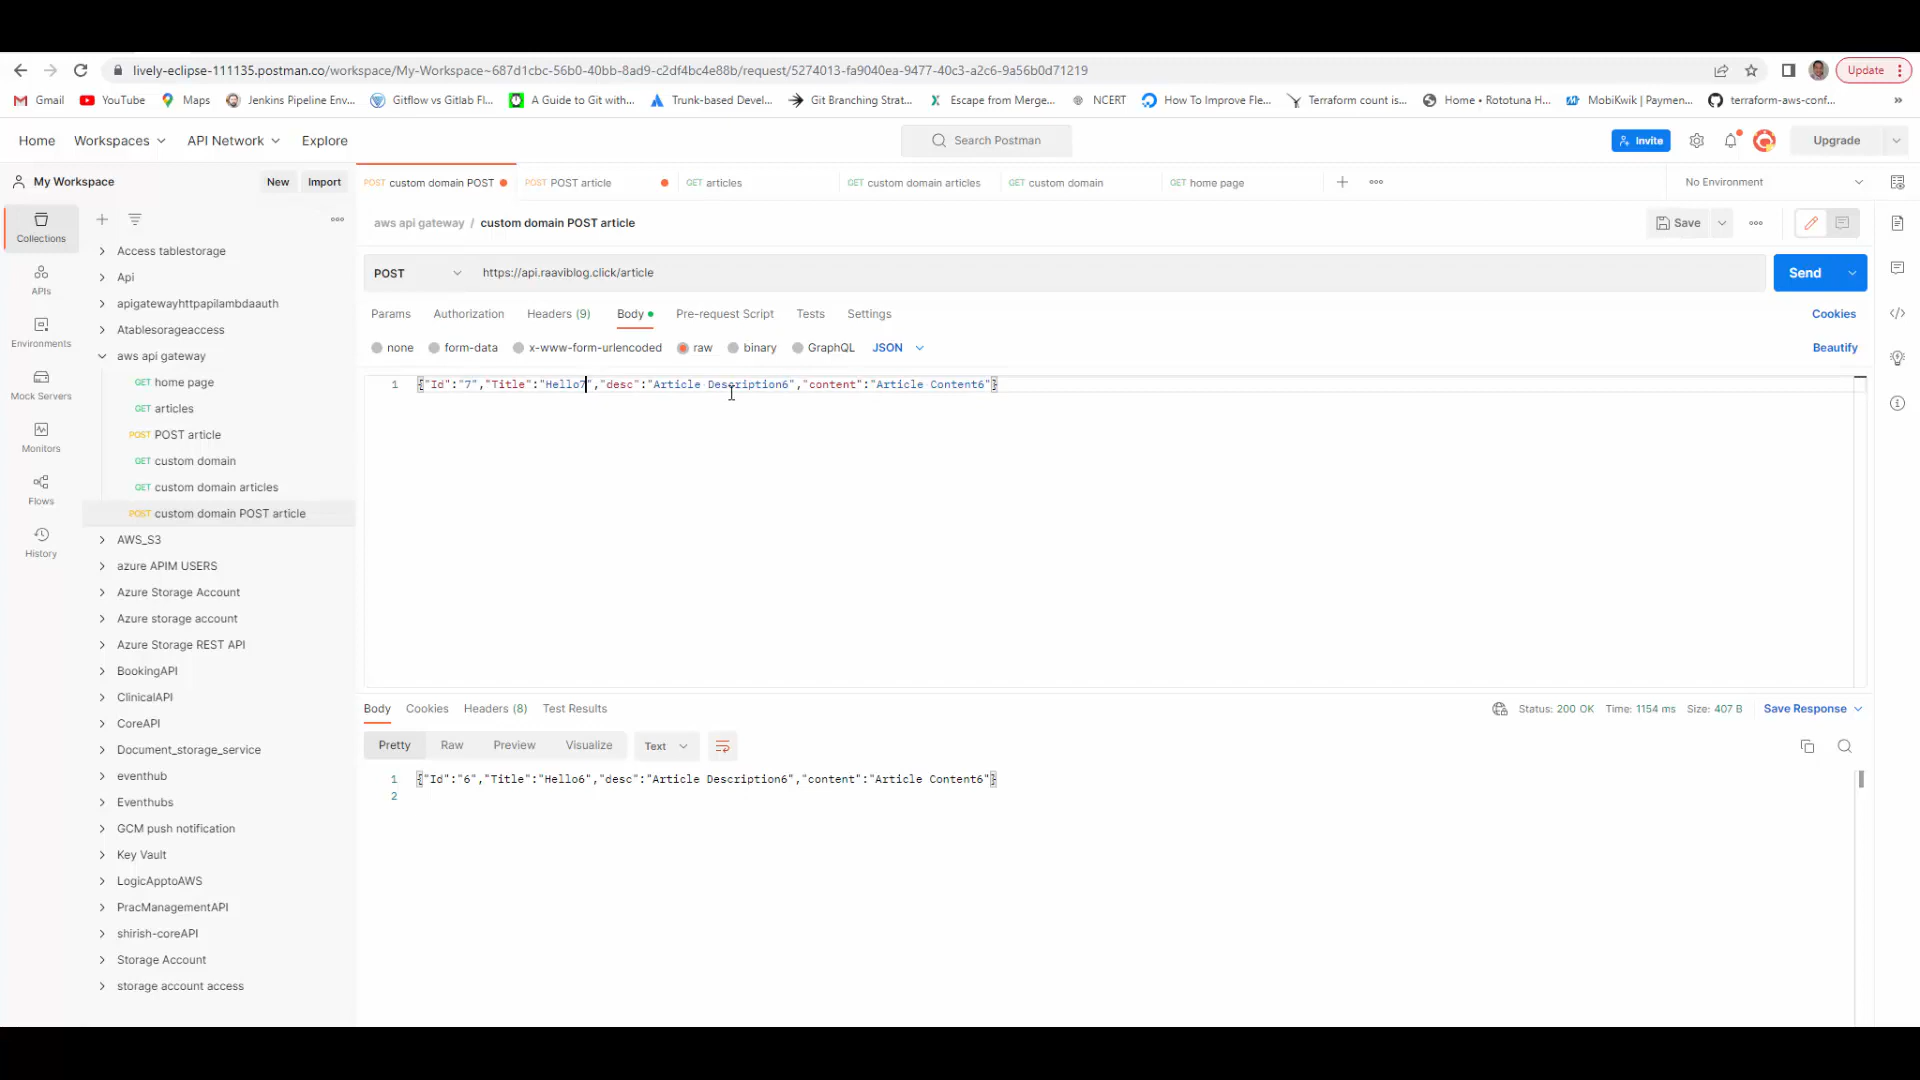 lively-eclipse-111135.postman.co/workspace/My-Workspace~687d1cbc-56b0-40bb-8ad9-c2df4bc4e88b/request/5274013-fa9040ea-9477-40c3-a2c6-9a56b0d71219
Update
Gmail YouTube Maps Jenkins Pipeline Env... Gitflow vs Gitlab Fl... A Guide to Git with... Trunk-based Devel... Git Branching Strat... Escape from Merge... NCERT How To Improve Fle... Terraform count is... Home • Rototuna H... MobiKwik | Paymen... terraform-aws-conf... »
Home Workspaces API Network Explore Search Postman Invite Upgrade
My Workspace New Import
POST custom domain POST POST POST article GET articles GET custom domain articles GET custom domain GET home page No Environment
Collections
APIs
Environments
Mock Servers
Monitors
Flows
History
Access tablestorage
Api
apigatewayhttpapilambdaauth
Atablesorageaccess
aws api gateway
GET home page
GET articles
POST POST article
GET custom domain
GET custom domain articles
POST custom domain POST article
AWS_S3
azure APIM USERS
Azure Storage Account
Azure storage account
Azure Storage REST API
BookingAPI
ClinicalAPI
CoreAPI
Document_storage_service
eventhub
Eventhubs
GCM push notification
Key Vault
LogicApptoAWS
PracManagementAPI
shirish-coreAPI
Storage Account
storage account access
aws api gateway / custom domain POST article Save
POST https://api.raaviblog.click/article Send
Params Authorization Headers (9) Body Pre-request Script Tests Settings Cookies
none form-data x-www-form-urlencoded raw binary GraphQL JSON Beautify
1 {"Id":"7","Title":"Hello7","desc":"Article Description6","content":"Article Content6"}
Body Cookies Headers (8) Test Results Status: 200 OK Time: 1154 ms Size: 407 B Save Response
Pretty Raw Preview Visualize Text
1 {"Id":"6","Title":"Hello6","desc":"Article Description6","content":"Article Content6"}
2